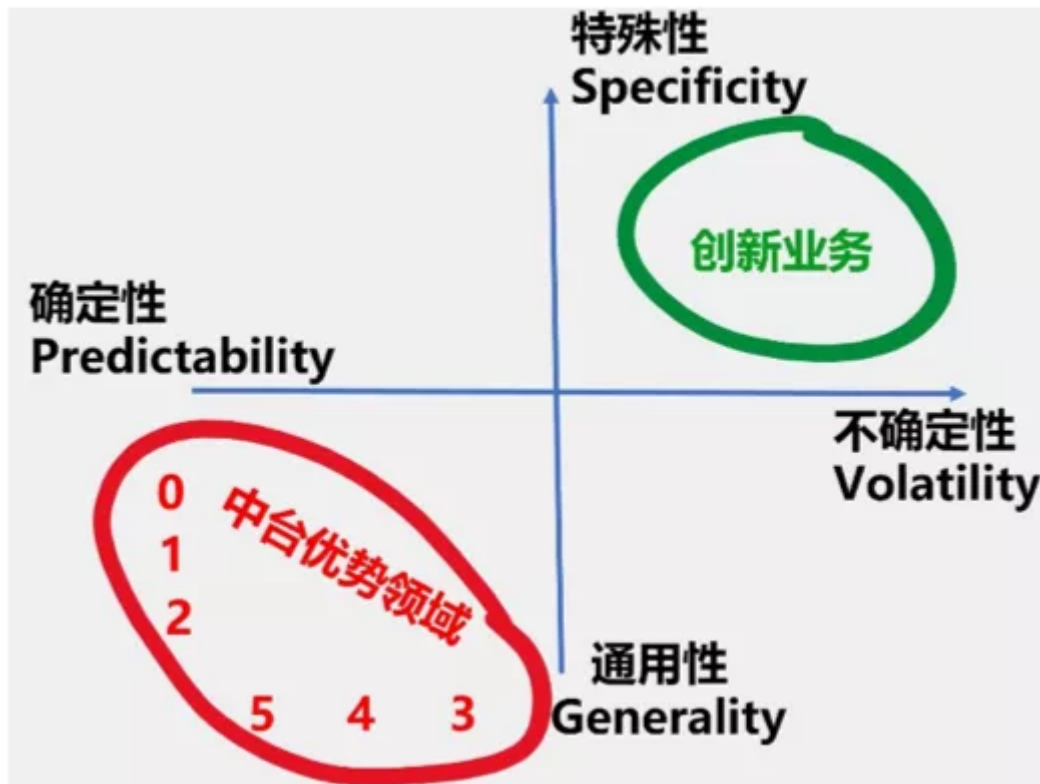 特殊性
Specificity
创新业务
确定性
Predictability
不确定性
Volatility
0
中台优势领域
1
2
通用性
Generality
5 4 3